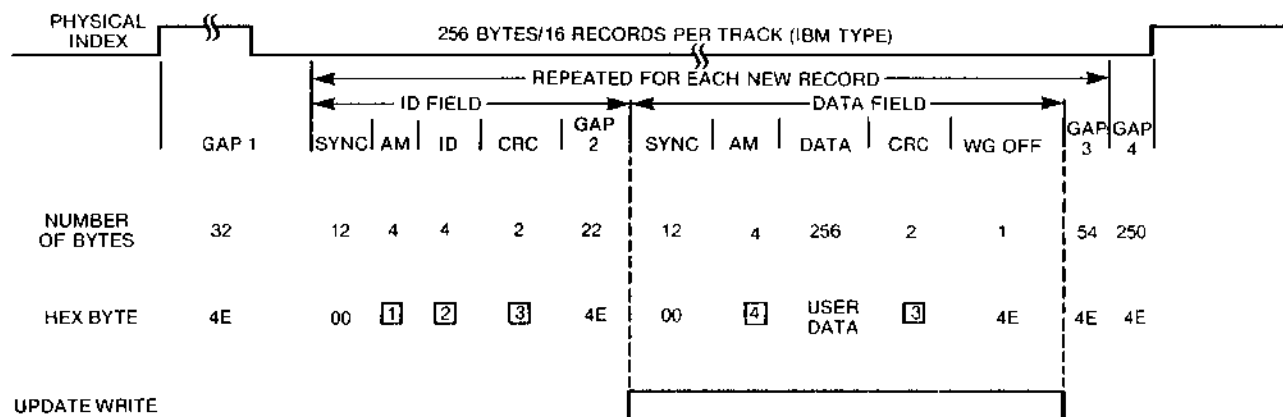 PHYSICAL
INDEX
256 BYTES/16 RECORDS PER TRACK (IBM TYPE)
REPEATED FOR EACH NEW RECORD
ID FIELD
DATA FIELD
GAP 1
SYNC
AM
ID
CRC
GAP
2
SYNC
AM
DATA
CRC
WG OFF
GAP
3
GAP
4
NUMBER
OF BYTES
32
12
4
4
2
22
12
4
256
2
1
54
250
HEX BYTE
4E
00
1
2
3
4E
00
4
USER
DATA
3
4E
4E
4E
UPDATE WRITE